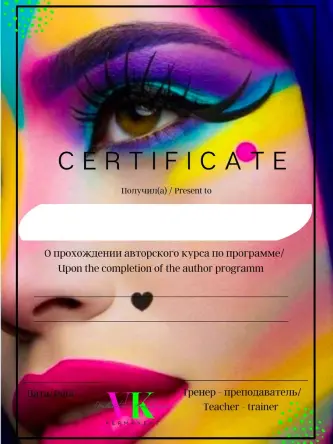 CERTIFICATE
Получил(а) / Present to
О прохождении авторского курса по программе/
Upon the completion of the author programm
Тренер - преподаватель/
Teacher - trainer
VK